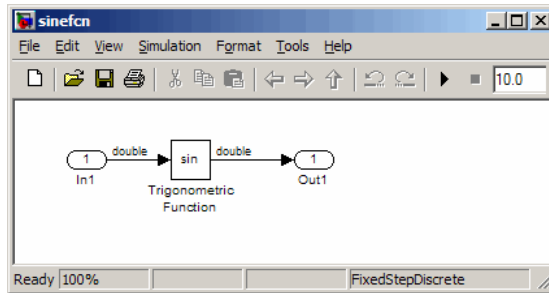 sinefcn
File Edit View Simulation Format Tools Help
10.0
double double
1 sin 1
In1 Out1
Trigonometric
Function
Ready 100% FixedStepDiscrete